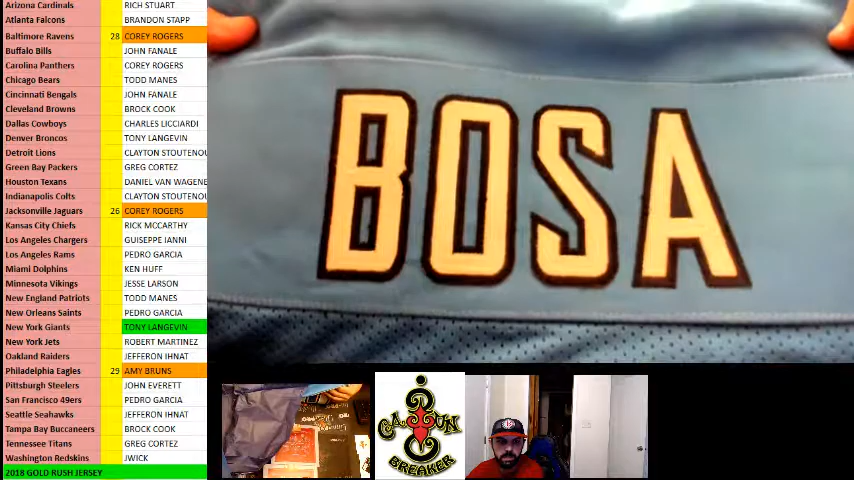 Arizona Cardinals RICH STUART
Atlanta Falcons BRANDON STAPP
Baltimore Ravens 28 COREY ROGERS
Buffalo Bills JOHN FANALE
Carolina Panthers COREY ROGERS
Chicago Bears TODD MANES
Cincinnati Bengals JOHN FANALE
Cleveland Browns BROCK COOK
Dallas Cowboys CHARLES LICCIARDI
Denver Broncos TONY LANGEVIN
Detroit Lions CLAYTON STOUTENOU
Green Bay Packers GREG CORTEZ
Houston Texans DANIEL VAN WAGENE
Indianapolis Colts CLAYTON STOUTENOU
Jacksonville Jaguars 26 COREY ROGERS
Kansas City Chiefs RICK MCCARTHY
Los Angeles Chargers GUISEPPE IANNI
Los Angeles Rams PEDRO GARCIA
Miami Dolphins KEN HUFF
Minnesota Vikings JESSE LARSON
New England Patriots TODD MANES
New Orleans Saints PEDRO GARCIA
New York Giants TONY LANGEVIN
New York Jets ROBERT MARTINEZ
Oakland Raiders JEFFERON IHNAT
Philadelphia Eagles 29 AMY BRUNS
Pittsburgh Steelers JOHN EVERETT
San Francisco 49ers PEDRO GARCIA
Seattle Seahawks JEFFERON IHNAT
Tampa Bay Buccaneers BROCK COOK
Tennessee Titans GREG CORTEZ
Washington Redskins JWICK
2018 GOLD RUSH JERSEY
BOSA
CAJUN
BREAKER